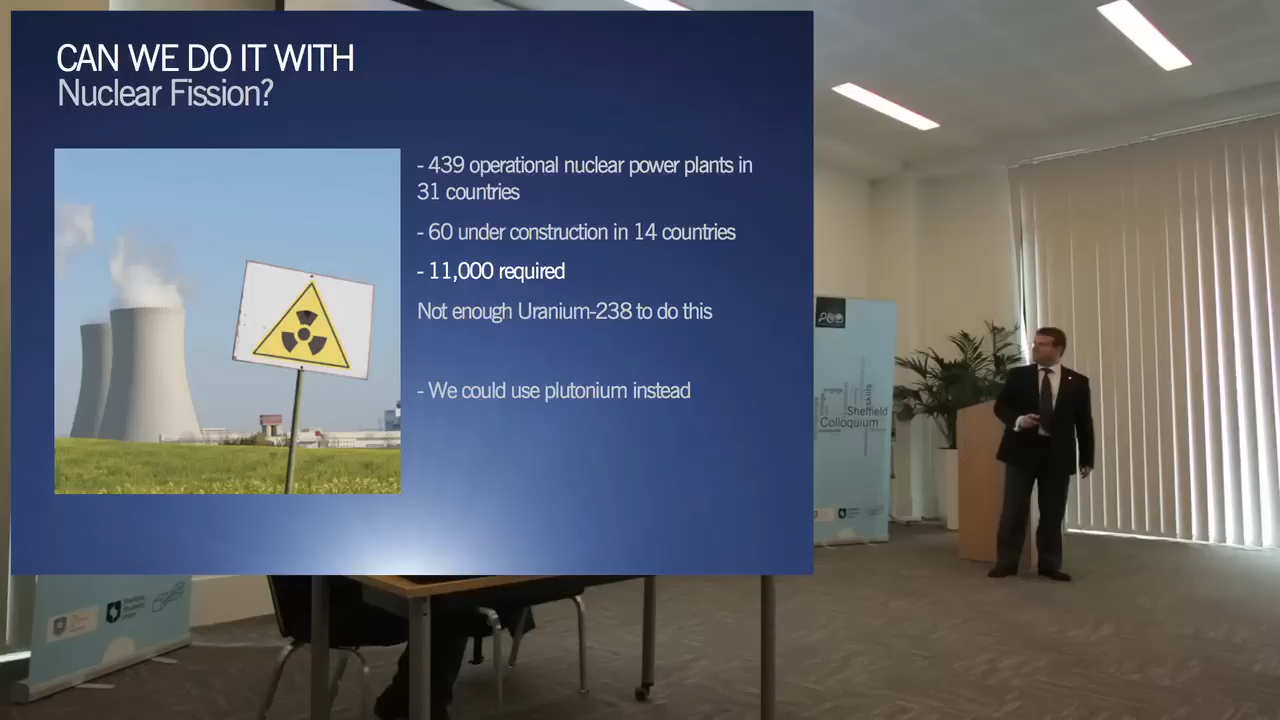 CAN WE DO IT WITH
Nuclear Fission?
- 439 operational nuclear power plants in
31 countries
- 60 under construction in 14 countries
- 11,000 required
Not enough Uranium-238 to do this
- We could use plutonium instead
skills
Sheffield
Colloquium